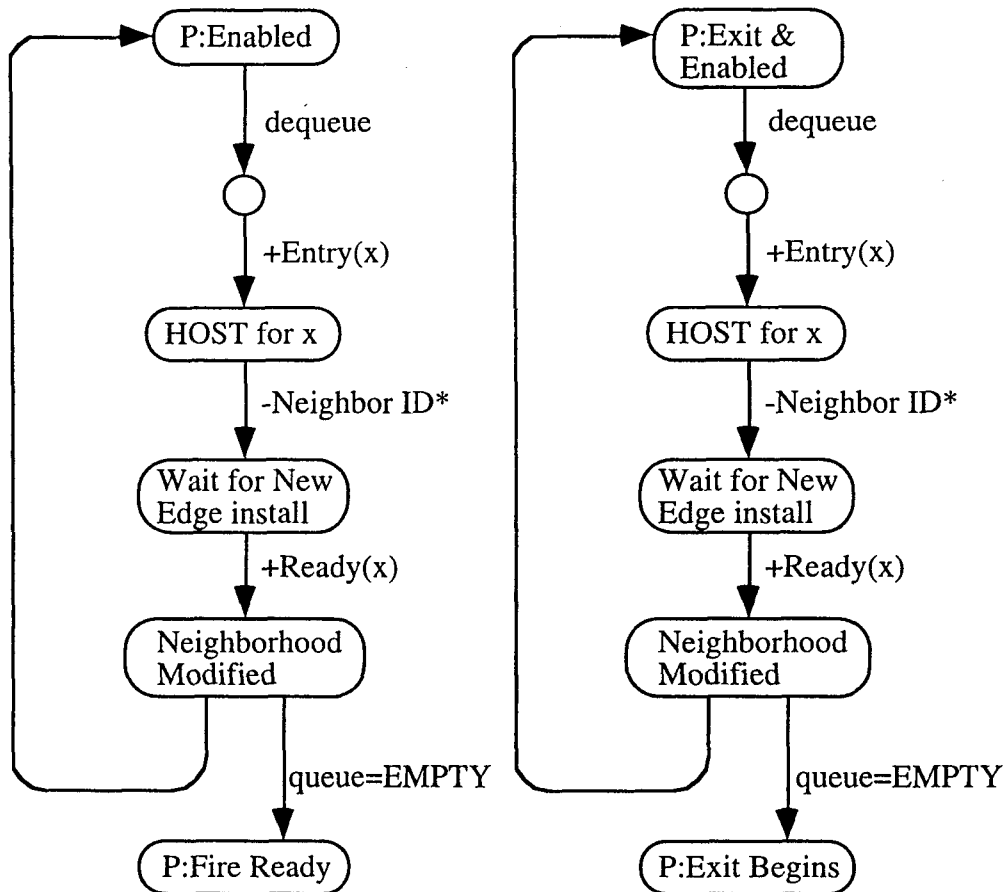 P:Enabled
dequeue
+Entry(x)
HOST for x
-Neighbor ID*
Wait for New
Edge install
+Ready(x)
Neighborhood
Modified
queue=EMPTY
P:Fire Ready
P:Exit &
Enabled
dequeue
+Entry(x)
HOST for x
-Neighbor ID*
Wait for New
Edge install
+Ready(x)
Neighborhood
Modified
queue=EMPTY
P:Exit Begins